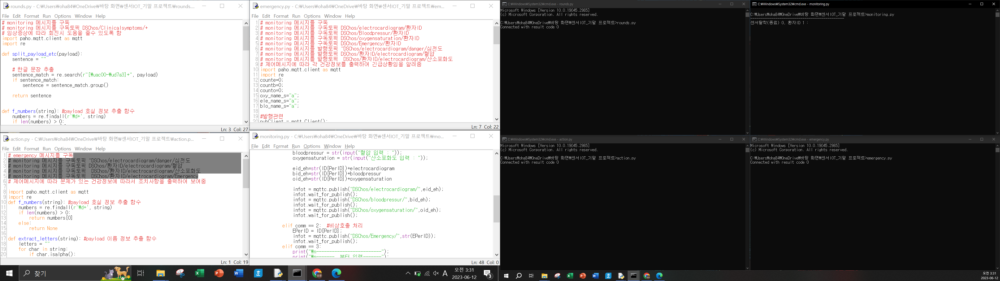 rounds.py - C:₩Users₩oha84₩OneDrive₩바탕 화면₩센서IOT_기말 프로젝트₩rounds....
File Edit Format Run Options Window Help
# monitoring 메시지를 구독
# monitoring 메시지를 구독토픽 DSChos/Clinicalsymptoms/+
# 임상증상에 따라 회진시 도움을 줄수 있도록 함
import paho.mqtt.client as mqtt
import re
def split_payload_etc(payload):
sentence = ""
# 한글 문장 추출
sentence_match = re.search(r"[₩uac00-₩ud7a3]+", payload)
if sentence_match:
sentence = sentence_match.group()
return sentence
def f_numbers(string): #payload 호실 정보 추출 함수
numbers = re.findall(r'₩d+', string)
if len(numbers) > 0:
Ln: 3 Col: 27
emergency.py - C:₩Users₩oha84₩OneDrive₩바탕 화면₩센서IOT_기말 프로젝트₩em...
File Edit Format Run Options Window Help
1 # monitoring 메시지를 구독
2 # monitoring 메시지를 구독토픽 DSChos/electrocardiogram/환자ID
3 # monitoring 메시지를 구독토픽 DSChos/Bloodpressur/환자ID
4 # monitoring 메시지를 구독토픽 DSChos/oxygensaturation/환자ID
5 # monitoring 메시지를 구독토픽 DSChos/Emergency/환자ID
6 # monitoring 메시지를 발행토픽 "DSChos/electrocardiogram/danger/심전도
7 # monitoring 메시지를 발행토픽 DSChos/환자ID/electrocardiogram/혈압
8 # monitoring 메시지를 발행토픽  DSChos/환자ID/electrocardiogram/산소포화도
9 # 제어메시지에 따라 각 건강정보를 출력하여 긴급상황임을 알려줌
10 import paho.mqtt.client as mqtt
11 import re
12 counte=0;
13 countb=0;
14 counto=0;
15 oxy_name_s="a";
16 ele_name_s="a";
17 blo_name_s="a";
18
19 #발행관련
20 pubClient = mqtt.Client();
Ln: 7 Col: 22
action.py - C:₩Users₩oha84₩OneDrive₩바탕 화면₩센서IOT_기말 프로젝트₩action.p...
File Edit Format Run Options Window Help
1 # emergency 메시지를 구독
2 # monitoring 메시지를 구독토픽 "DSChos/electrocardiogram/danger/심전도
3 # monitoring 메시지를 구독토픽 DSChos/환자ID/electrocardiogram/혈압
4 # monitoring 메시지를 구독토픽  DSChos/환자ID/electrocardiogram/산소포화도
5 # monitoring 메시지를 구독토픽  DSChos/환자ID/electrocardiogram/Emergency
6 # 제어메시지에 따라 문제가 있는 건강정보에 따라서 조치사항을 출력하여 보여줌
7
8 import paho.mqtt.client as mqtt
9 import re
10 def f_numbers(string): #payload 호실 정보 추출 함수
11 numbers = re.findall(r'₩d+', string)
12 if len(numbers) > 0:
13 return numbers[0]
14 else:
15 return None
16
17 def extract_letters(string): #payload 이름 정보 추출 함수
18 letters = ""
19 for char in string:
20 if char.isalpha():
Ln: 1 Col: 19
monitoring.py - C:₩Users₩oha84₩OneDrive₩바탕 화면₩센서IOT_기말 프로젝트₩mo...
File Edit Format Run Options Window Help
bloodpressur = str(input("혈압 입력 : "));
oxygensaturation = str(input("산소포화도 입력 : "));
eid_eh=str(ID[PerID])+electrocardiogram
bid_eh=str(ID[PerID])+bloodpressur
oid_eh=str(ID[PerID])+oxygensaturation
infot = mqttc.publish("DSChos/electrocardiogram/",eid_eh);
infot.wait_for_publish();
infot = mqttc.publish("DSChos/bloodpressur/",bid_eh);
infot.wait_for_publish();
infot = mqttc.publish("DSChos/oxygensaturation/",oid_eh);
infot.wait_for_publish();
elif comm == 2:  #비상호출 처리
EPerID = ID[PerID];
infot = mqttc.publish("DSChos/Emergency/",str(EPerID));
infot.wait_for_publish();
elif comm == 3:
print("₩n-------------------------");
print("₩n-------  부터 입력-------");
Ln: 48 Col: 0
찾기
A
오전 3:31
2023-06-12
3
C:₩Windows₩System32₩cmd.exe - rounds.py
Microsoft Windows [Version 10.0.19045.2965]
(c) Microsoft Corporation. All rights reserved.
C:₩Users₩oha84₩OneDrive₩바탕 화면₩센서IOT_기말 프로젝트>rounds.py
Connected with result code 0
C:₩Windows₩System32₩cmd.exe - monitoring.py
C:₩Users₩oha84₩OneDrive₩바탕 화면₩센서IOT_기말 프로젝트>monitoring.py
------------------------------------------
센서탈착(종료) 0, 환자ID 1 :
C:₩Windows₩System32₩cmd.exe - action.py
Microsoft Windows [Version 10.0.19045.2965]
(c) Microsoft Corporation. All rights reserved.
C:₩Users₩oha84₩OneDrive₩바탕 화면₩센서IOT_기말 프로젝트>action.py
Connected with result code 0
C:₩Windows₩System32₩cmd.exe - emergency.py
Microsoft Windows [Version 10.0.19045.2965]
(c) Microsoft Corporation. All rights reserved.
C:₩Users₩oha84₩OneDrive₩바탕 화면₩센서IOT_기말 프로젝트>emergency.py
Connected with result code 0
오전 3:31
2023-06-12